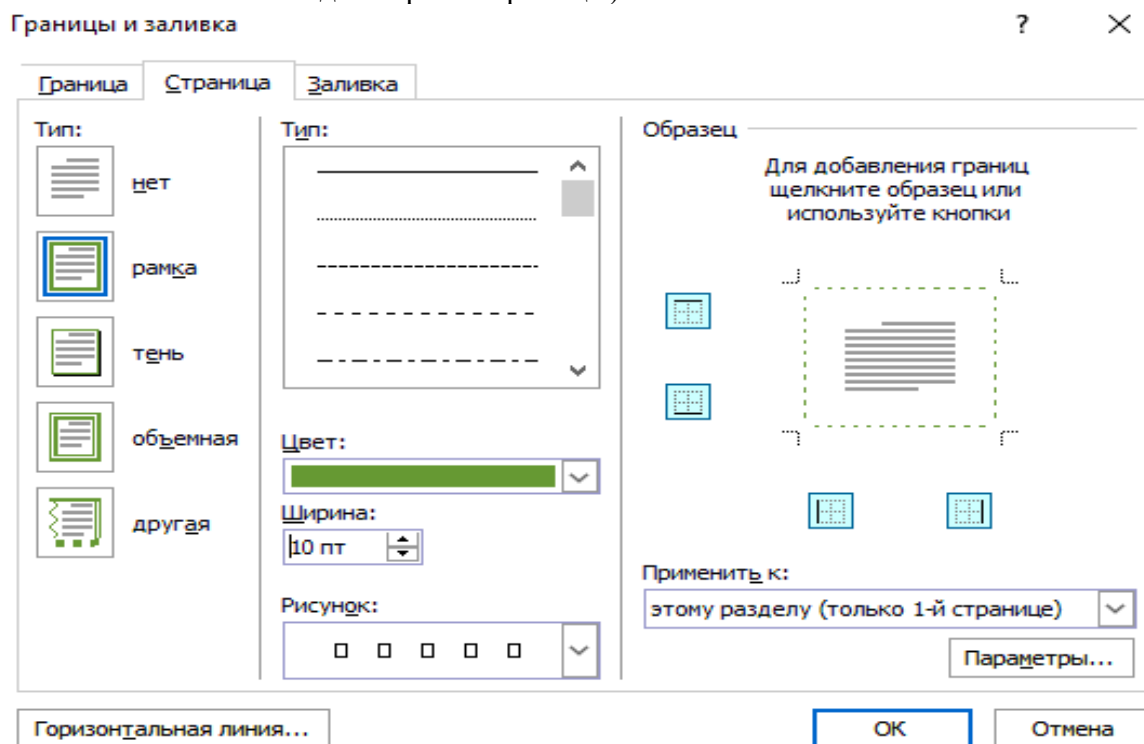 Границы и заливка ? ×
Граница Страница Заливка
Тип:
нет
рамка
тень
объемная
другая
Тип:
Цвет:
Ширина:
10 пт
Рисунок:
Образец
Для добавления границ
щелкните образец или
используйте кнопки
Применить к:
этому разделу (только 1-й странице)
Параметры...
Горизонтальная линия...
ОК
Отмена